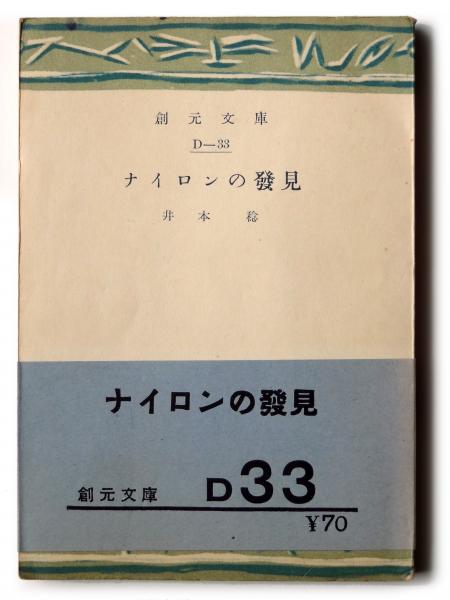 創元文庫
D—33
ナイロンの發見
井本稔
ナイロンの發見
創元文庫 D33
¥70